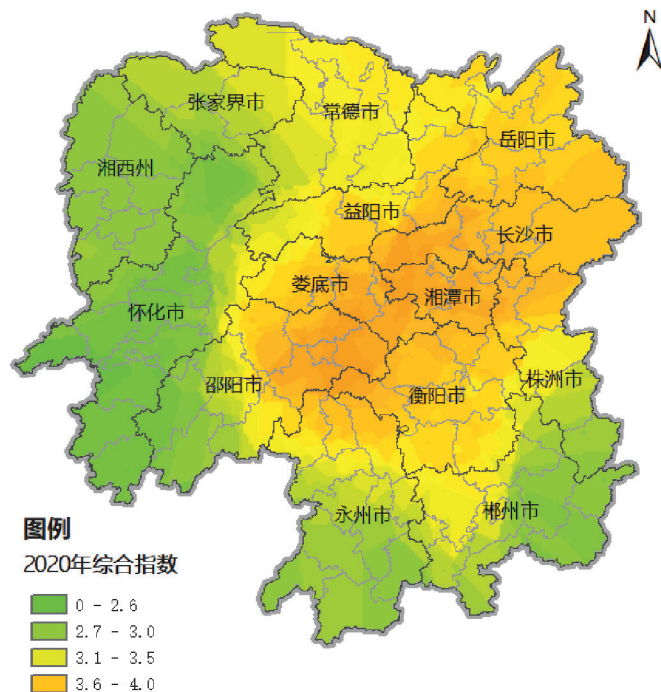 N
张家界市
常德市
岳阳市
湘西州
益阳市
长沙市
娄底市
湘潭市
怀化市
邵阳市
衡阳市
株洲市
永州市
郴州市
图例
2020年综合指数
0 - 2.6
2.7 - 3.0
3.1 - 3.5
3.6 - 4.0